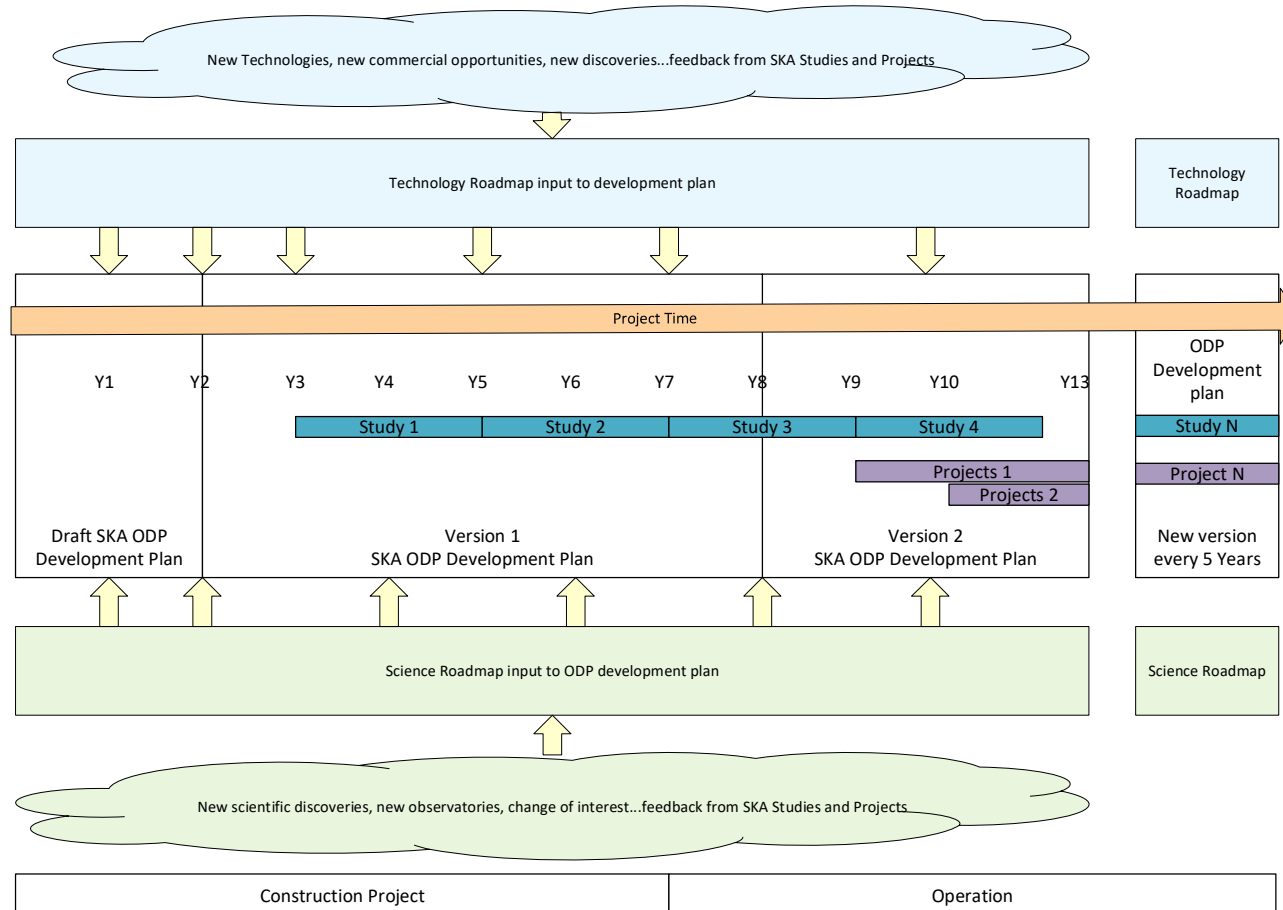 New Technologies, new commercial opportunities, new discoveries...feedback from SKA Studies and Projects
Technology Roadmap input to development plan
Technology
Roadmap
Project Time
Y1
Y2
Y3
Y4
Y5
Y6
Y7
Y8
Y9
Y10
Y13
ODP
Development
plan
Study 1
Study 2
Study 3
Study 4
Study N
Projects 1
Project N
Projects 2
Draft SKA ODP
Development Plan
Version 1
SKA ODP Development Plan
Version 2
SKA ODP Development Plan
New version
every 5 Years
Science Roadmap input to ODP development plan
Science Roadmap
New scientific discoveries, new observatories, change of interest...feedback from SKA Studies and Projects
Construction Project
Operation